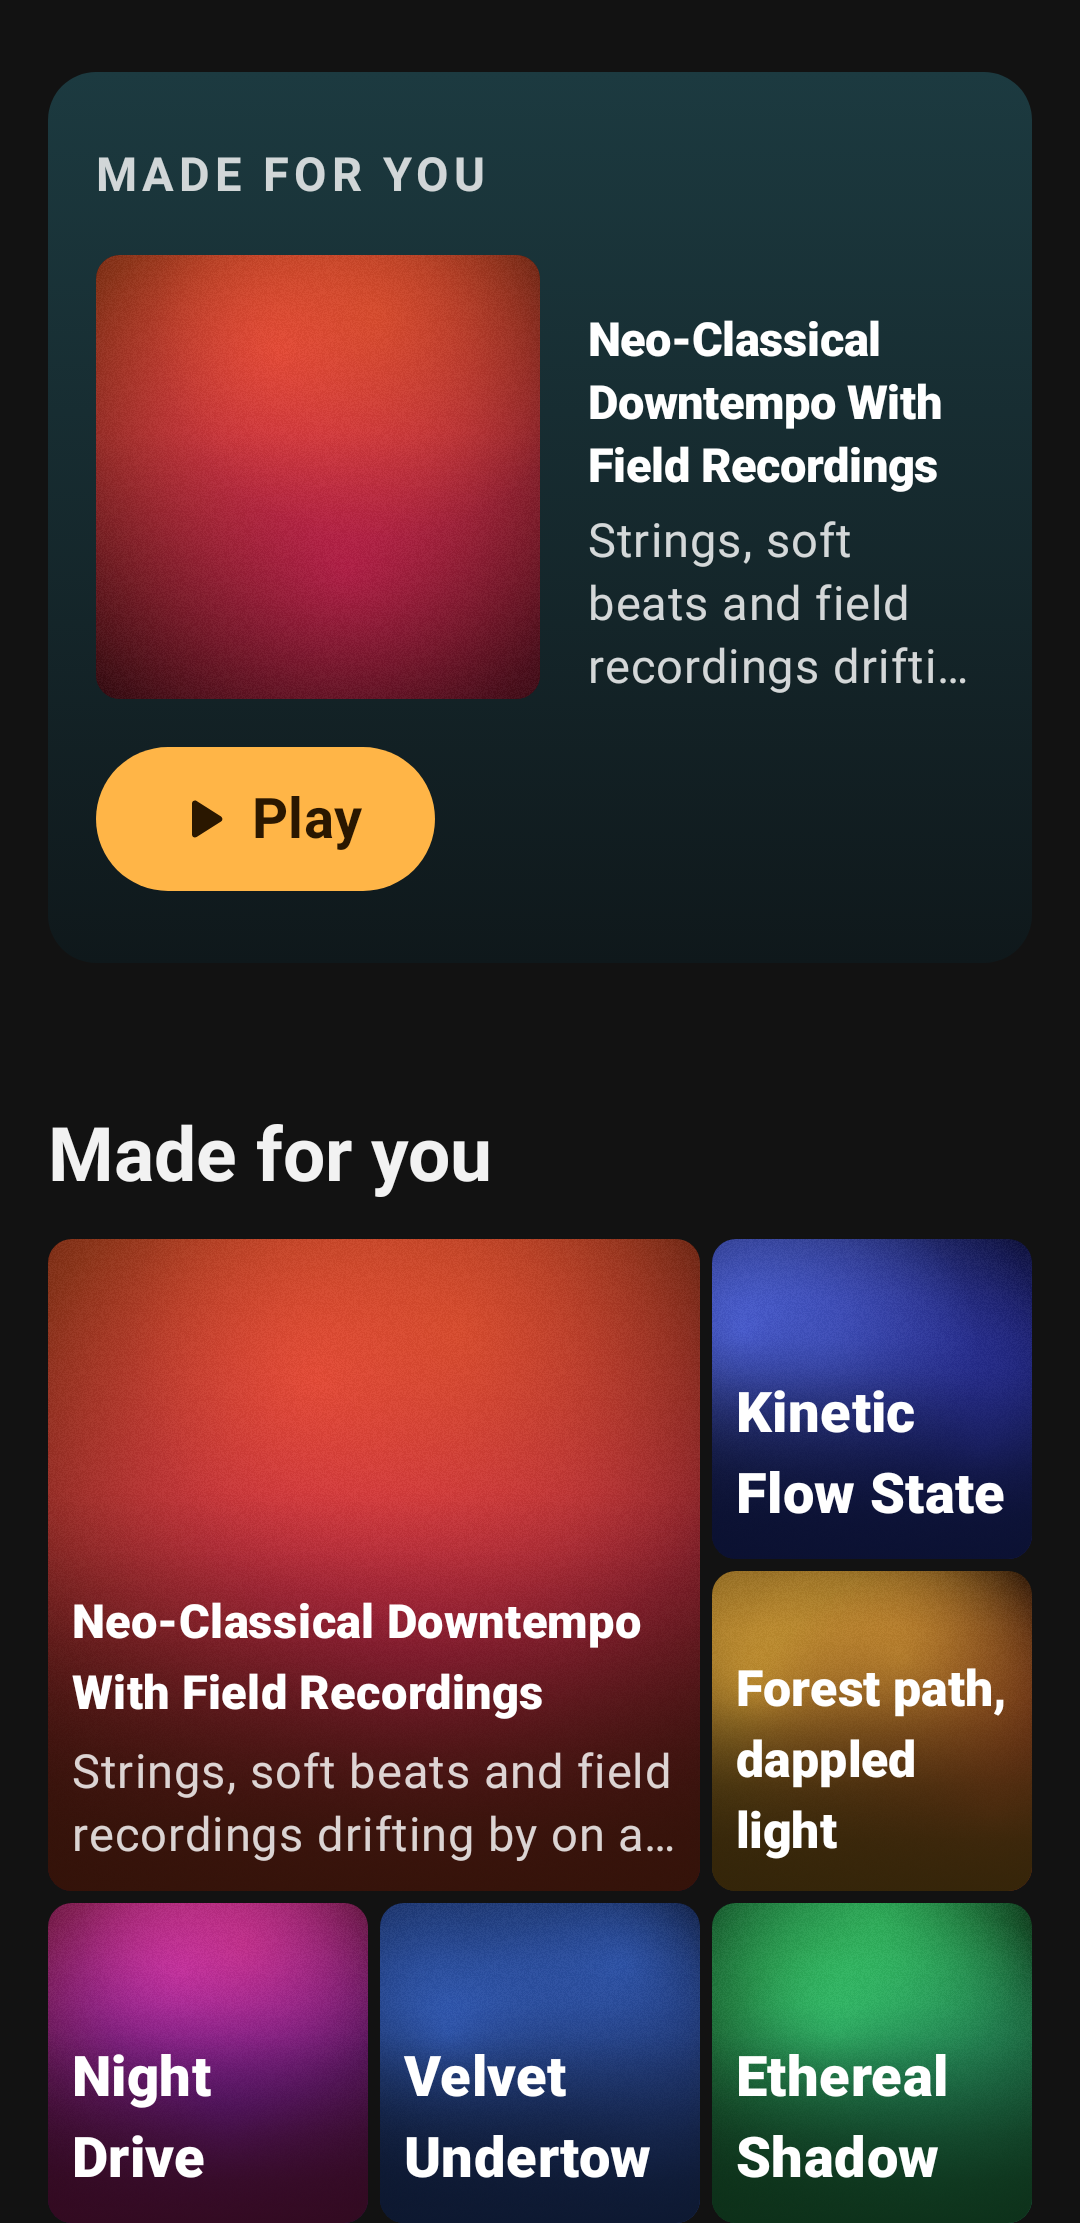 MADE FOR YOU
Neo-Classical
Downtempo With
Field Recordings
Strings, soft
beats and field
recordings drifti…
Play
Made for you
Neo-Classical Downtempo
With Field Recordings
Strings, soft beats and field
recordings drifting by on a…
Kinetic
Flow State
Forest path,
dappled
light
Night
Drive
Velvet
Undertow
Ethereal
Shadow